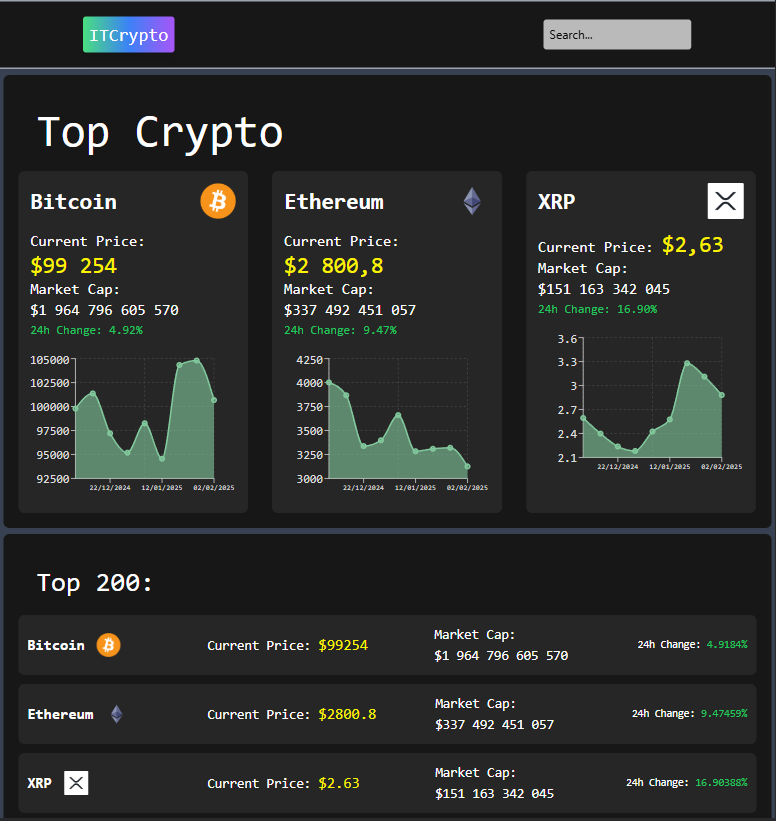 ITCrypto
Search...
Top Crypto
Bitcoin
Current Price:
$99 254
Market Cap:
$1 964 796 605 570
24h Change: 4.92%
105000
102500
100000
97500
95000
92500
22/12/2024 12/01/2025 02/02/2025
Ethereum
Current Price:
$2 800,8
Market Cap:
$337 492 451 057
24h Change: 9.47%
4250
4000
3750
3500
3250
3000
22/12/2024 12/01/2025 02/02/2025
XRP
Current Price: $2,63
Market Cap:
$151 163 342 045
24h Change: 16.90%
3.6
3.3
3
2.7
2.4
2.1
22/12/2024 12/01/2025 02/02/2025
Top 200:
Bitcoin
Current Price: $99254
Market Cap:
$1 964 796 605 570
24h Change: 4.9184%
Ethereum
Current Price: $2800.8
Market Cap:
$337 492 451 057
24h Change: 9.47459%
XRP
Current Price: $2.63
Market Cap:
$151 163 342 045
24h Change: 16.90388%